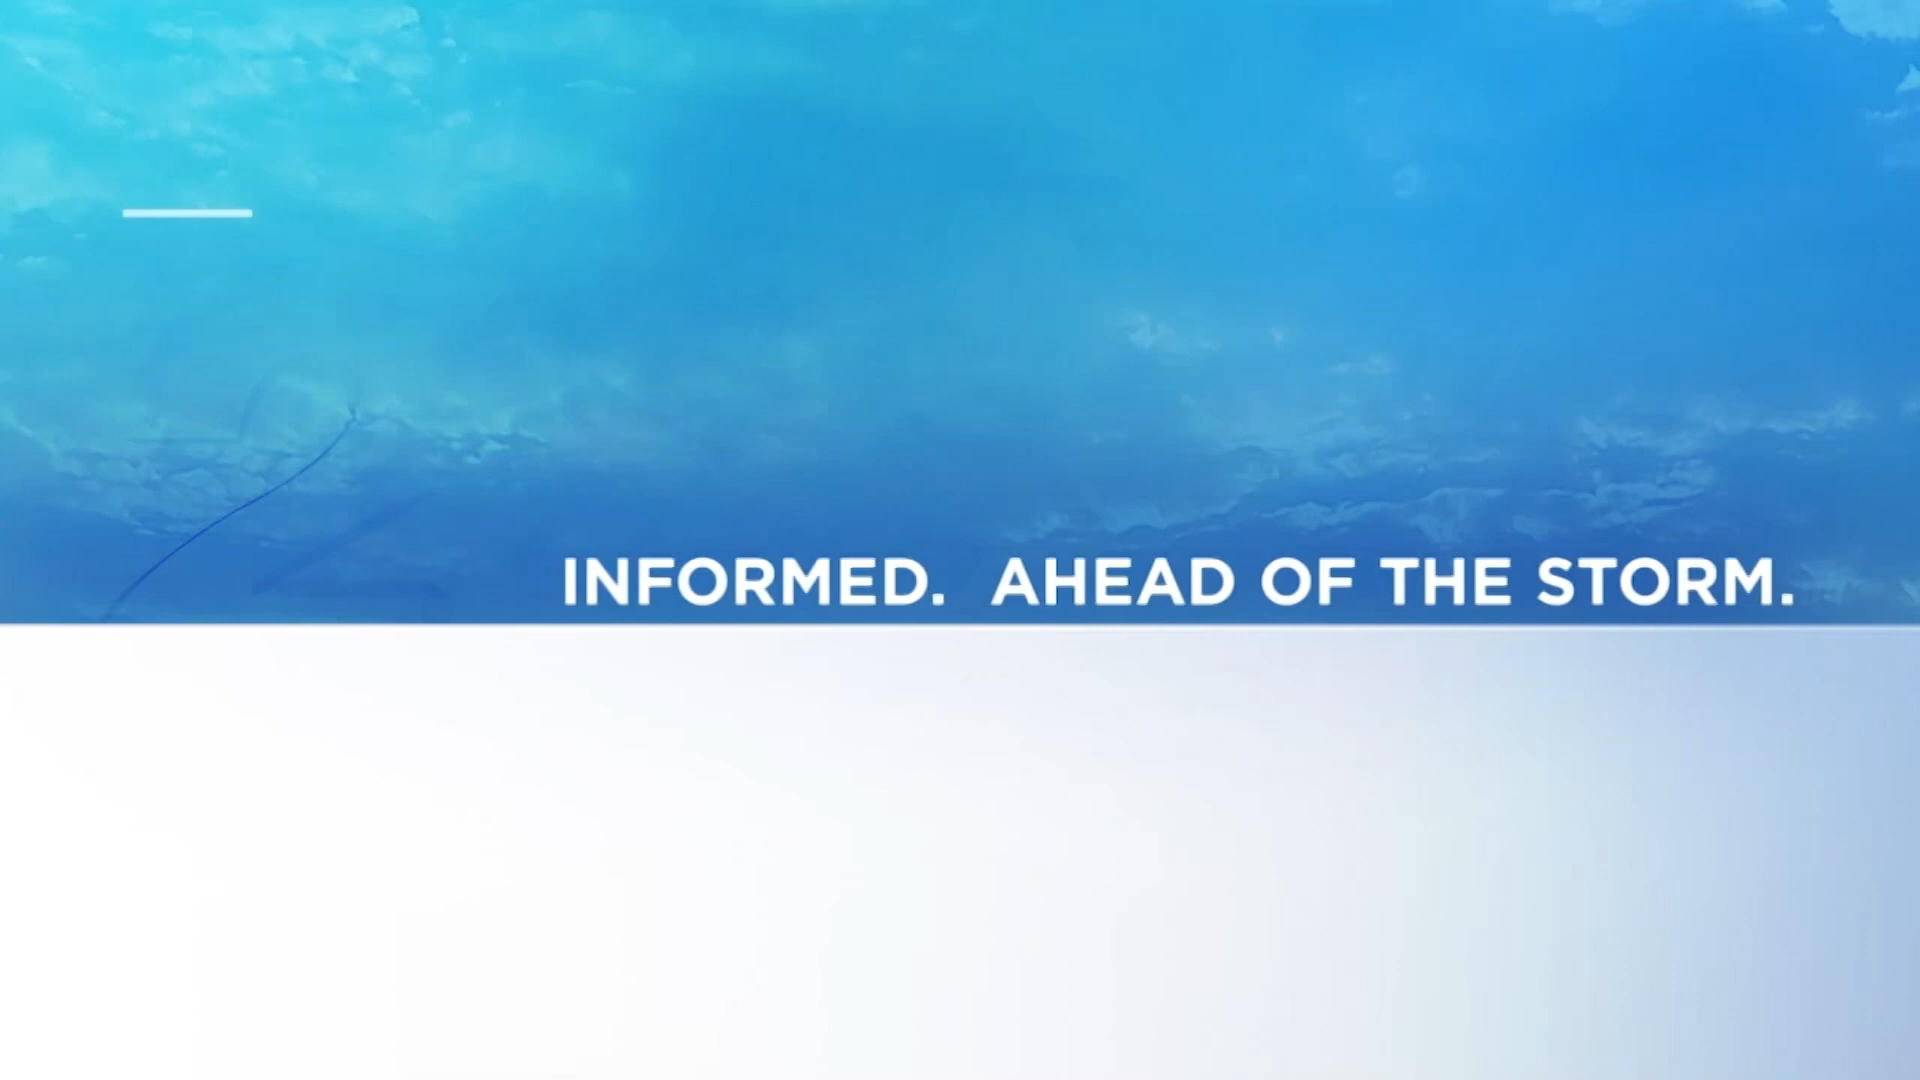 INFORMED. AHEAD OF THE STORM.